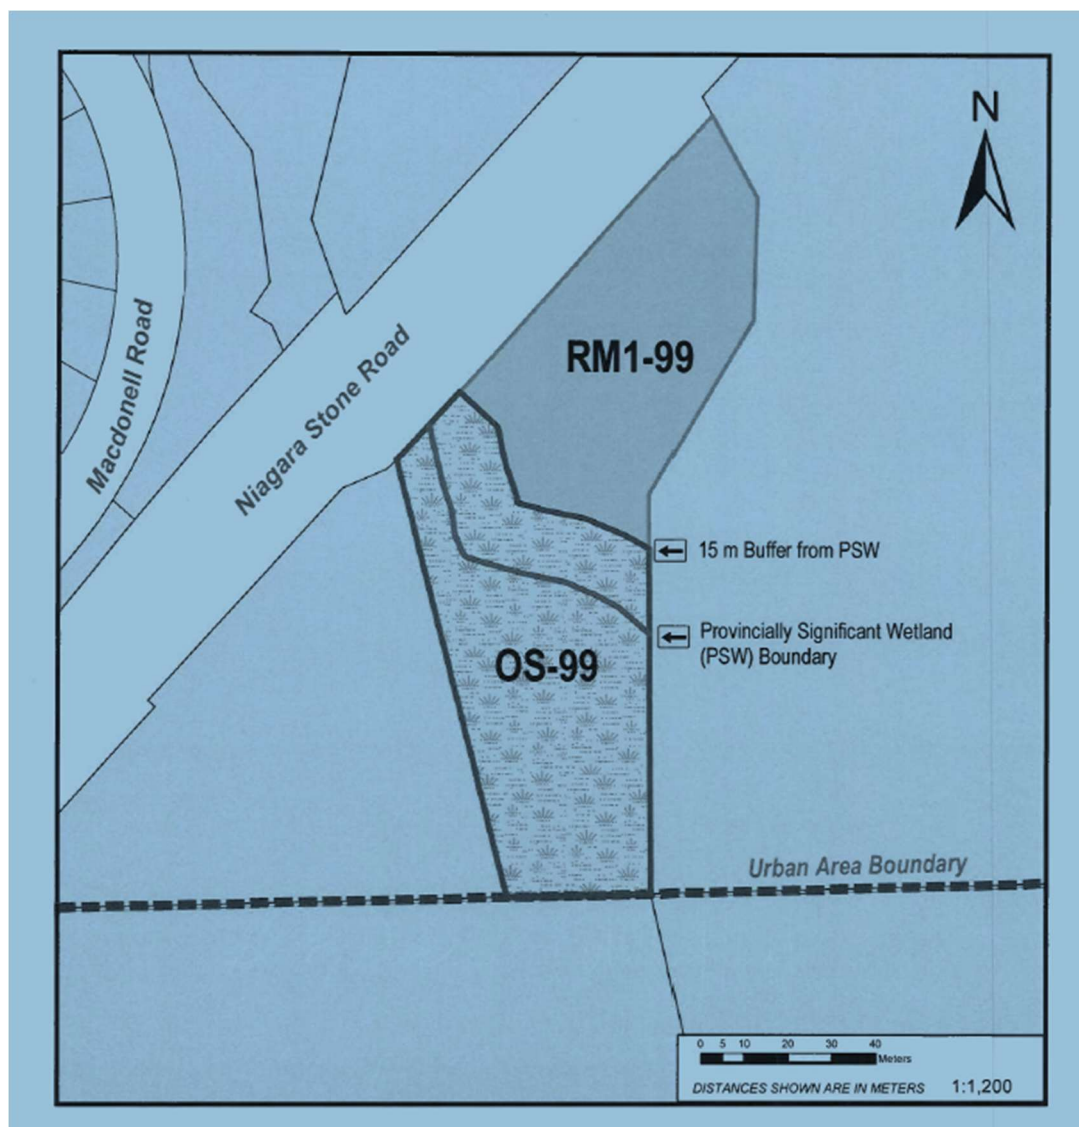 N
Macdonell Road
Niagara Stone Road
RM1-99
15 m Buffer from PSW
Provincially Significant Wetland
(PSW) Boundary
OS-99
Urban Area Boundary
0 5 10 20 30 40
Meters
DISTANCES SHOWN ARE IN METERS 1:1,200